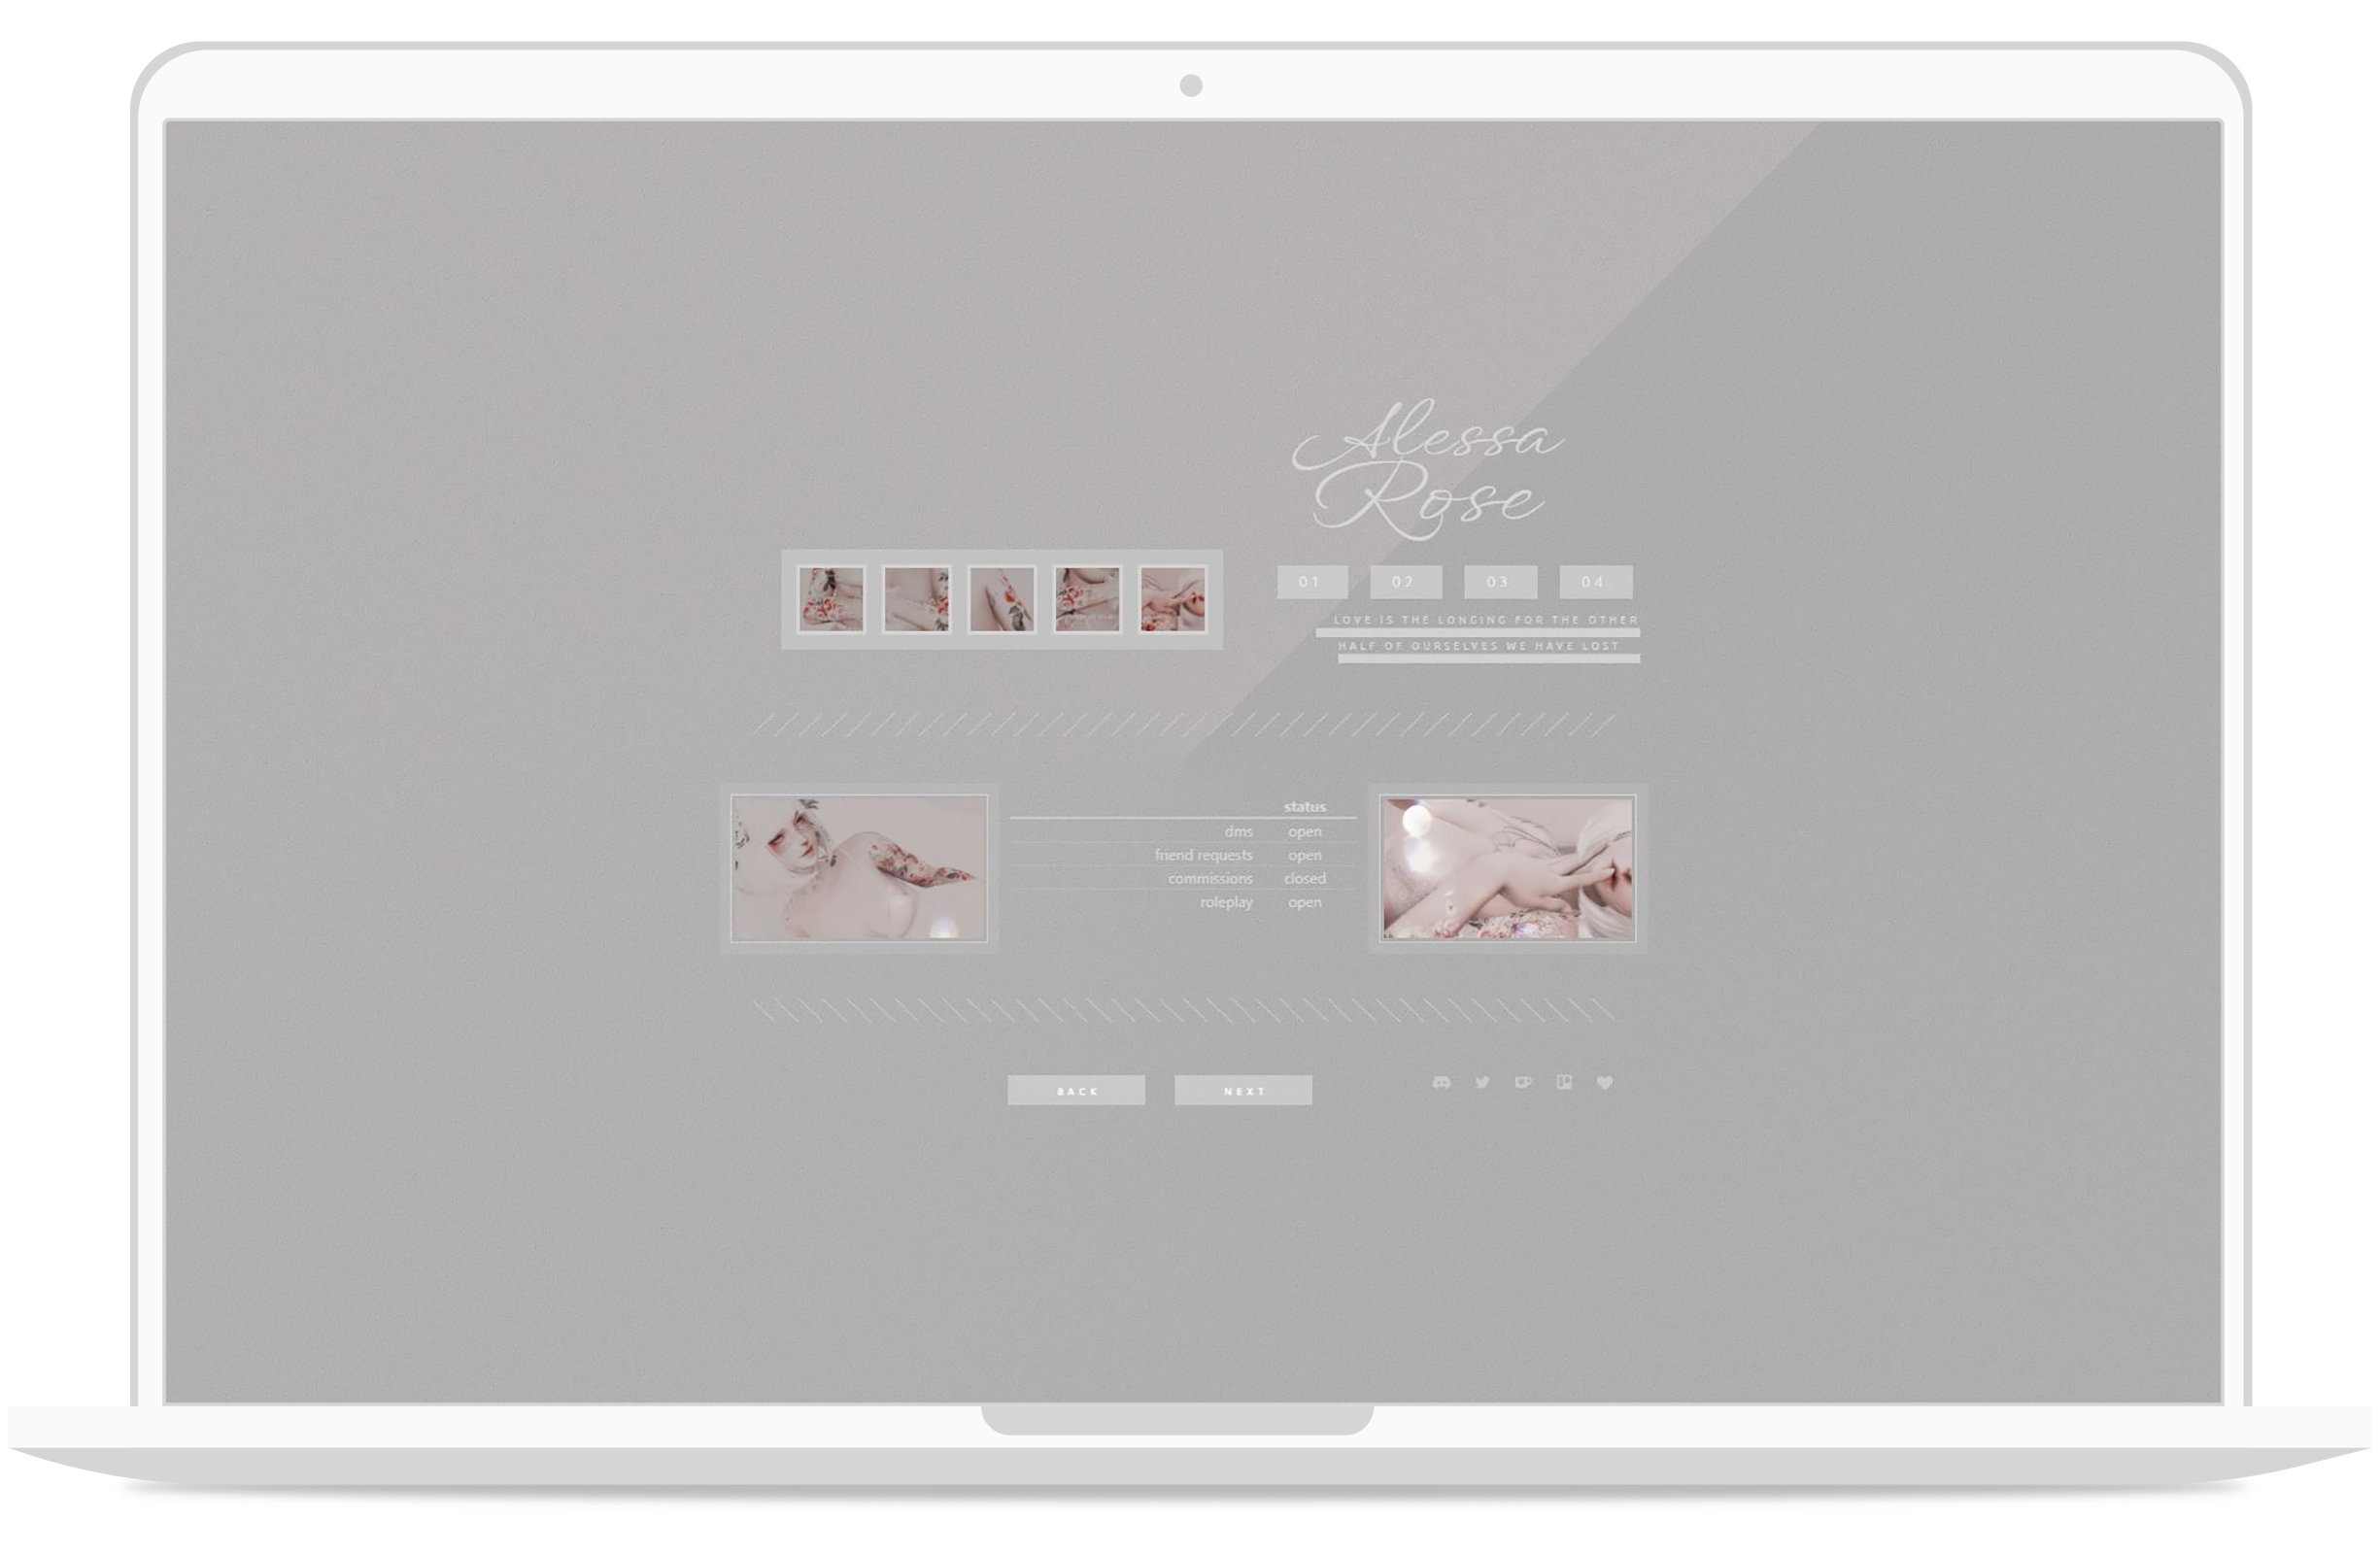 Alessa
Rose
01. 02 03. 04.
LOVE IS THE LONGING FOR THE OTHER
HALF OF OURSELVES WE HAVE LOST
status
dms open
friend requests open
commissions closed
roleplay open
BACK NEXT